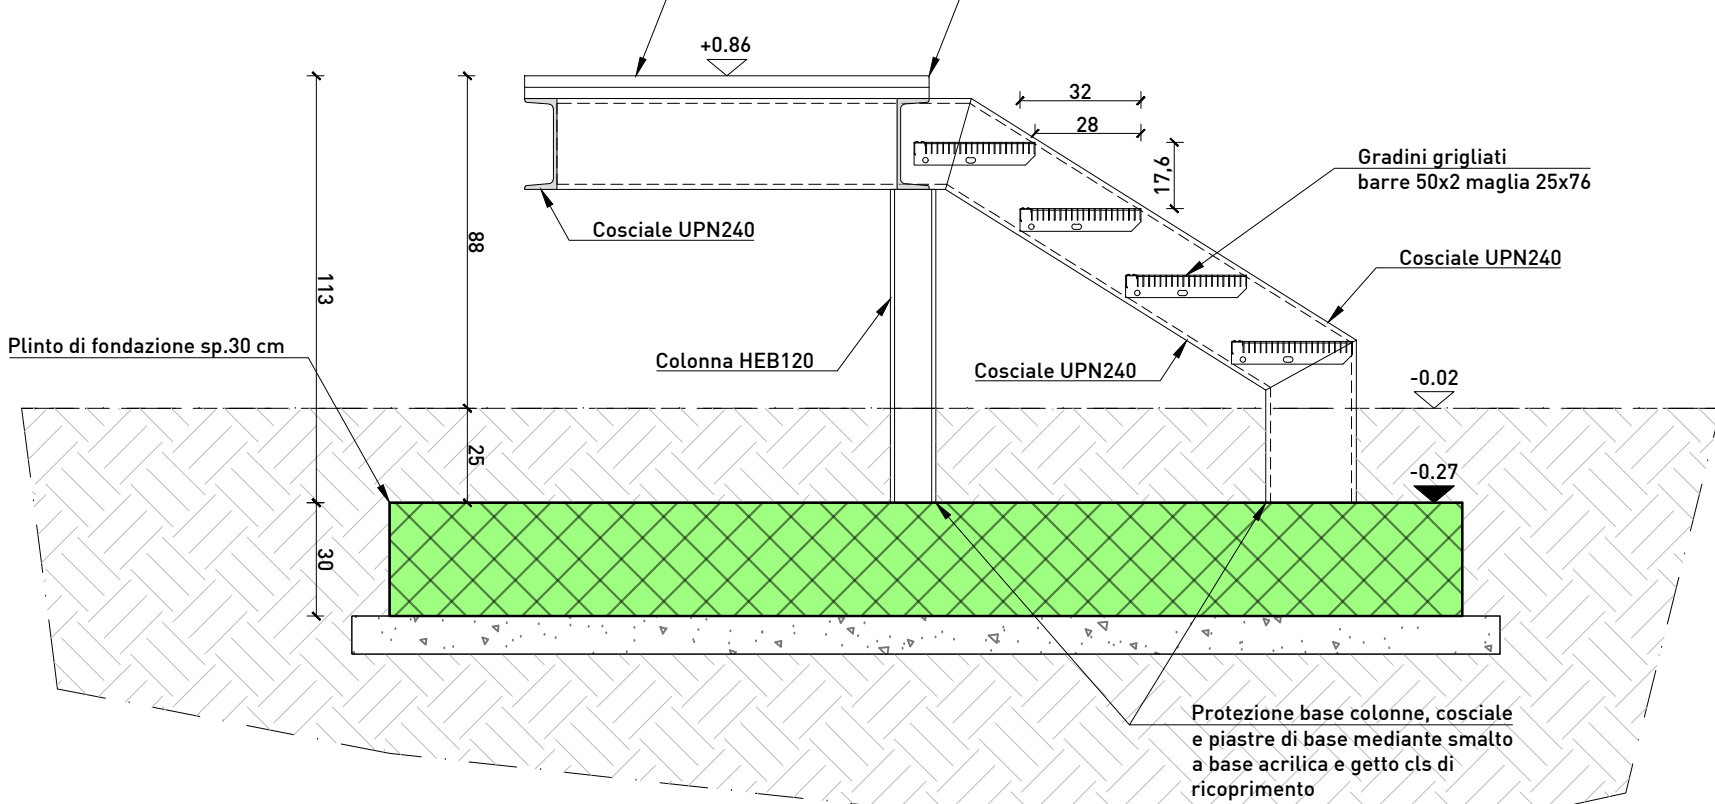 +0.86
32
28
17,6
Gradini grigliati
barre 50x2 maglia 25x76
Cosciale UPN240
88
Cosciale UPN240
113
Plinto di fondazione sp.30 cm
Colonna HEB120
Cosciale UPN240
-0.02
25
-0.27
30
Protezione base colonne, cosciale
e piastre di base mediante smalto
a base acrilica e getto cls di
ricoprimento